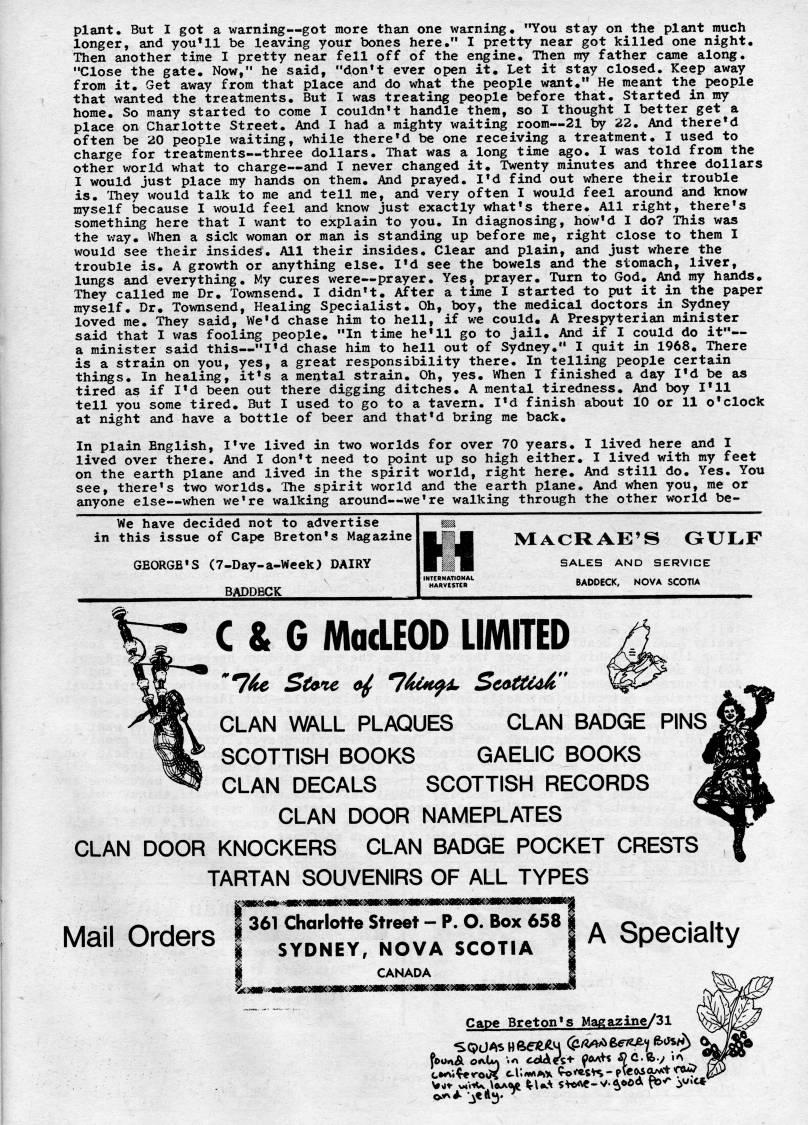 plant. But I got a warning--got more than one warning. "You stay on the plant much
longer, and you'll be leaving your bones here." I pretty near got killed one night.
Then another time I pretty near fell off of the engine. Then my father came along.
"Close the gate. Now," he said, "don't ever open it. Let it stay closed. Keep away
from it. Get away from that place and do what the people want." He meant the people
that wanted the treatments. But I was treating people before that. Started in my
home. So many started to come I couldn't handle them, so I thought I better get a
place on Charlotte Street. And I had a mighty waiting room--21 by 22. And there'd
often be 20 people waiting, while there'd be one receiving a treatment. I used to
charge for treatments--three dollars. That was a long time ago. I was told from the
other world what to charge--and I never changed it. Twenty minutes and three dollars
I would just place my hands on them. And prayed. I'd find out where their trouble
is. They would talk to me and tell me, and very often I would feel around and know
myself because I would feel and know just exactly what's there. All right, there's
something here that I want to explain to you. In diagnosing, how'd I do? This was
the way. When a sick woman or man is standing up before me, right close to them I
would see their insides. All their insides. Clear and plain, and just where the
trouble is. A growth or anything else. I'd see the bowels and the stomach, liver,
lungs and everything. My cures were--prayer. Yes, prayer. Turn to God. And my hands.
They called me Dr. Townsend. I didn't. After a time I started to put it in the paper
myself. Dr. Townsend, Healing Specialist. Oh, boy, the medical doctors in Sydney
loved me. They said, We'd chase him to hell, if we could. A Prespyterian minister
said that I was fooling people. "In time he'll go to jail. And if I could do it"--
a minister said this--"I'd chase him to hell out of Sydney." I quit in 1968. There
is a strain on you, yes, a great responsibility there. In telling people certain
things. In healing, it's a mental strain. Oh, yes. When I finished a day I'd be as
tired as if I'd been out there digging ditches. A mental tiredness. And boy I'll
tell you some tired. But I used to go to a tavern. I'd finish about 10 or 11 o'clock
at night and have a bottle of beer and that'd bring me back.
In plain English, I've lived in two worlds for over 70 years. I lived here and I
lived over there. And I don't need to point up so high either. I lived with my feet
on the earth plane and lived in the spirit world, right here. And still do. Yes. You
see, there's two worlds. The spirit world and the earth plane. And when you, me or
anyone else--when we're walking around--we're walking through the other world be-
We have decided not to advertise
in this issue of Cape Breton's Magazine
GEORGE'S (7-Day-a-Week) DAIRY
BADDECK
INTERNATIONAL
HARVESTER
MACRAE'S GULF
SALES AND SERVICE
BADDECK, NOVA SCOTIA
C & G MacLEOD LIMITED
"The Store of Things Scottish"
CLAN WALL PLAQUES CLAN BADGE PINS
SCOTTISH BOOKS GAELIC BOOKS
CLAN DECALS SCOTTISH RECORDS
CLAN DOOR NAMEPLATES
CLAN DOOR KNOCKERS CLAN BADGE POCKET CRESTS
TARTAN SOUVENIRS OF ALL TYPES
Mail Orders
361 Charlotte Street – P. O. Box 658
SYDNEY, NOVA SCOTIA
CANADA
A Specialty
Cape Breton's Magazine/31
SQUASHBERRY (CRANBERRY BUSH)
found only in coldest parts of C.B., in
coniferous climax forests - pleasant raw
but with large flat stone - v. good for juice
and jelly.